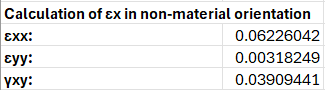 Calculation of εx in non-material orientation
εxx: 0.06226042
εyy: 0.00318249
γxy: 0.03909441